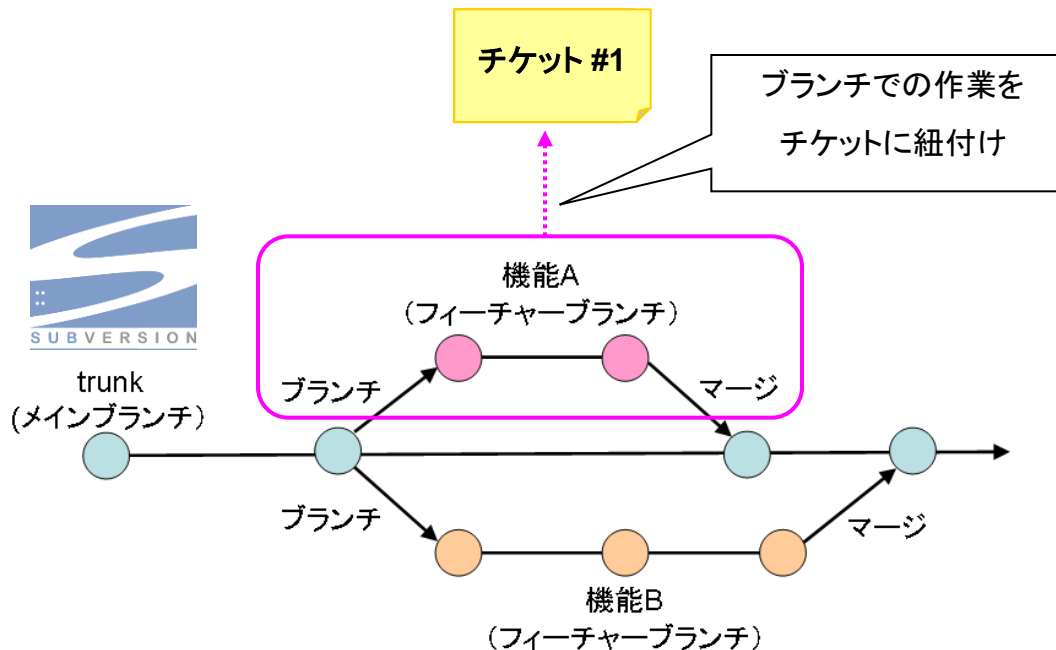 チケット #1
ブランチでの作業を
チケットに紐付け
SUBVERSION
trunk
(メインブランチ)
機能A
(フィーチャーブランチ)
ブランチ
マージ
ブランチ
マージ
機能B
(フィーチャーブランチ)